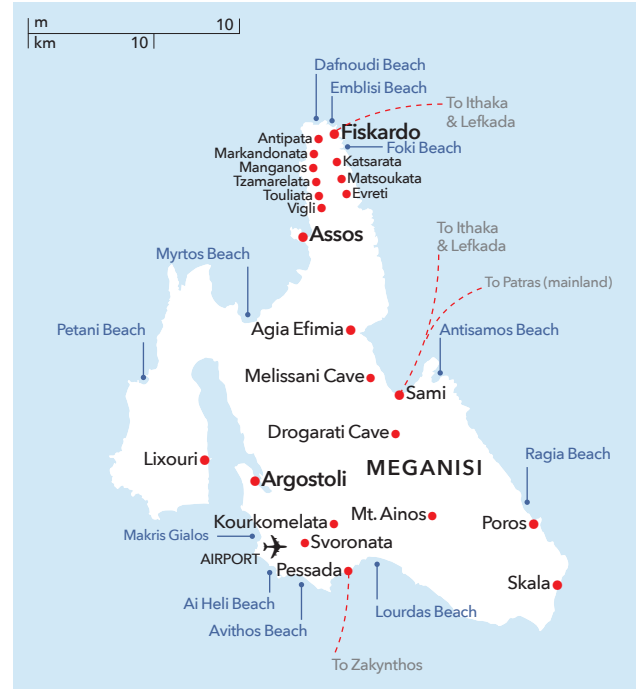 m 10
km 10
Dafnoudi Beach
Emblisi Beach
To Ithaka
& Lefkada
Fiskardo
Antipata
Foki Beach
Markandonata
Katsarata
Manganos
Matsoukata
Tzamarelata
Evreti
Touliata
Vigli
Assos
To Ithaka
& Lefkada
Myrtos Beach
To Patras (mainland)
Petani Beach
Agia Efimia
Antisamos Beach
Melissani Cave
Sami
Drogarati Cave
Lixouri
MEGANISI
Ragia Beach
Argostoli
Kourkomelata
Mt. Ainos
Poros
Makris Gialos
Svoronata
AIRPORT
Pessada
Skala
Ai Heli Beach
Lourdas Beach
Avithos Beach
To Zakynthos